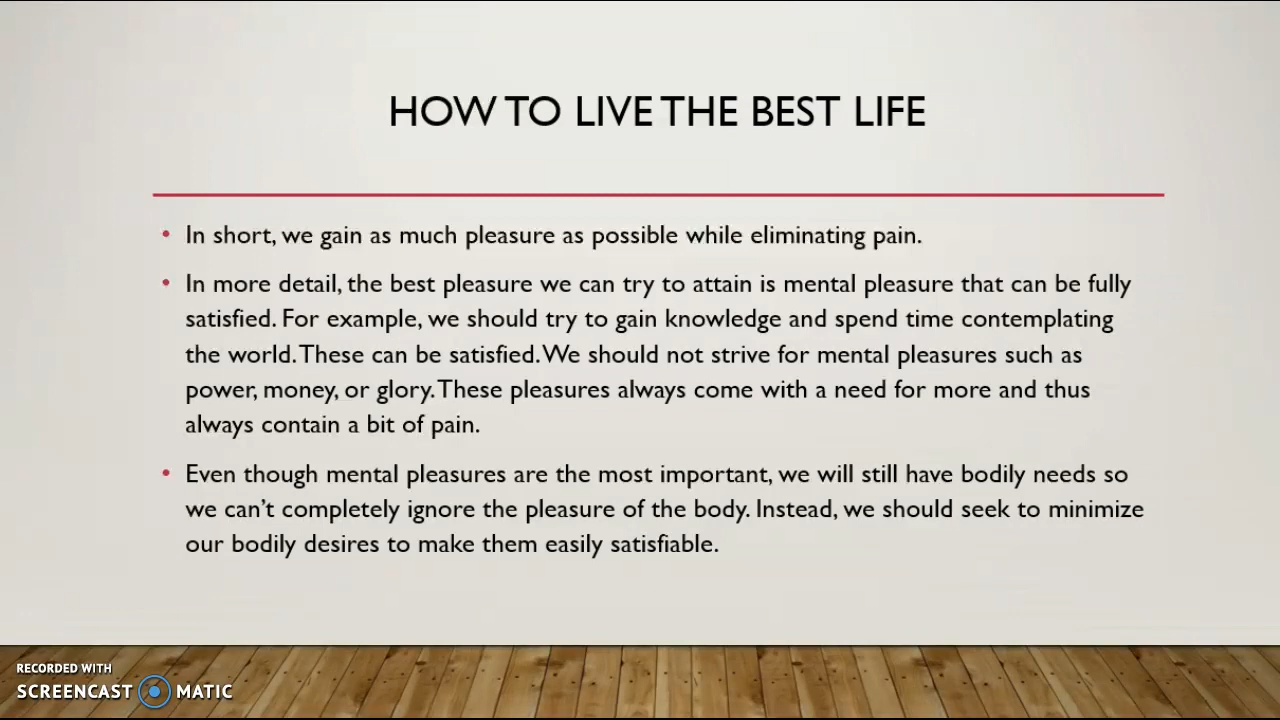 HOW TO LIVE THE BEST LIFE
• In short, we gain as much pleasure as possible while eliminating pain.
• In more detail, the best pleasure we can try to attain is mental pleasure that can be fully
satisfied. For example, we should try to gain knowledge and spend time contemplating
the world. These can be satisfied. We should not strive for mental pleasures such as
power, money, or glory. These pleasures always come with a need for more and thus
always contain a bit of pain.
• Even though mental pleasures are the most important, we will still have bodily needs so
we can't completely ignore the pleasure of the body. Instead, we should seek to minimize
our bodily desires to make them easily satisfiable.
RECORDED WITH
SCREENCAST MATIC